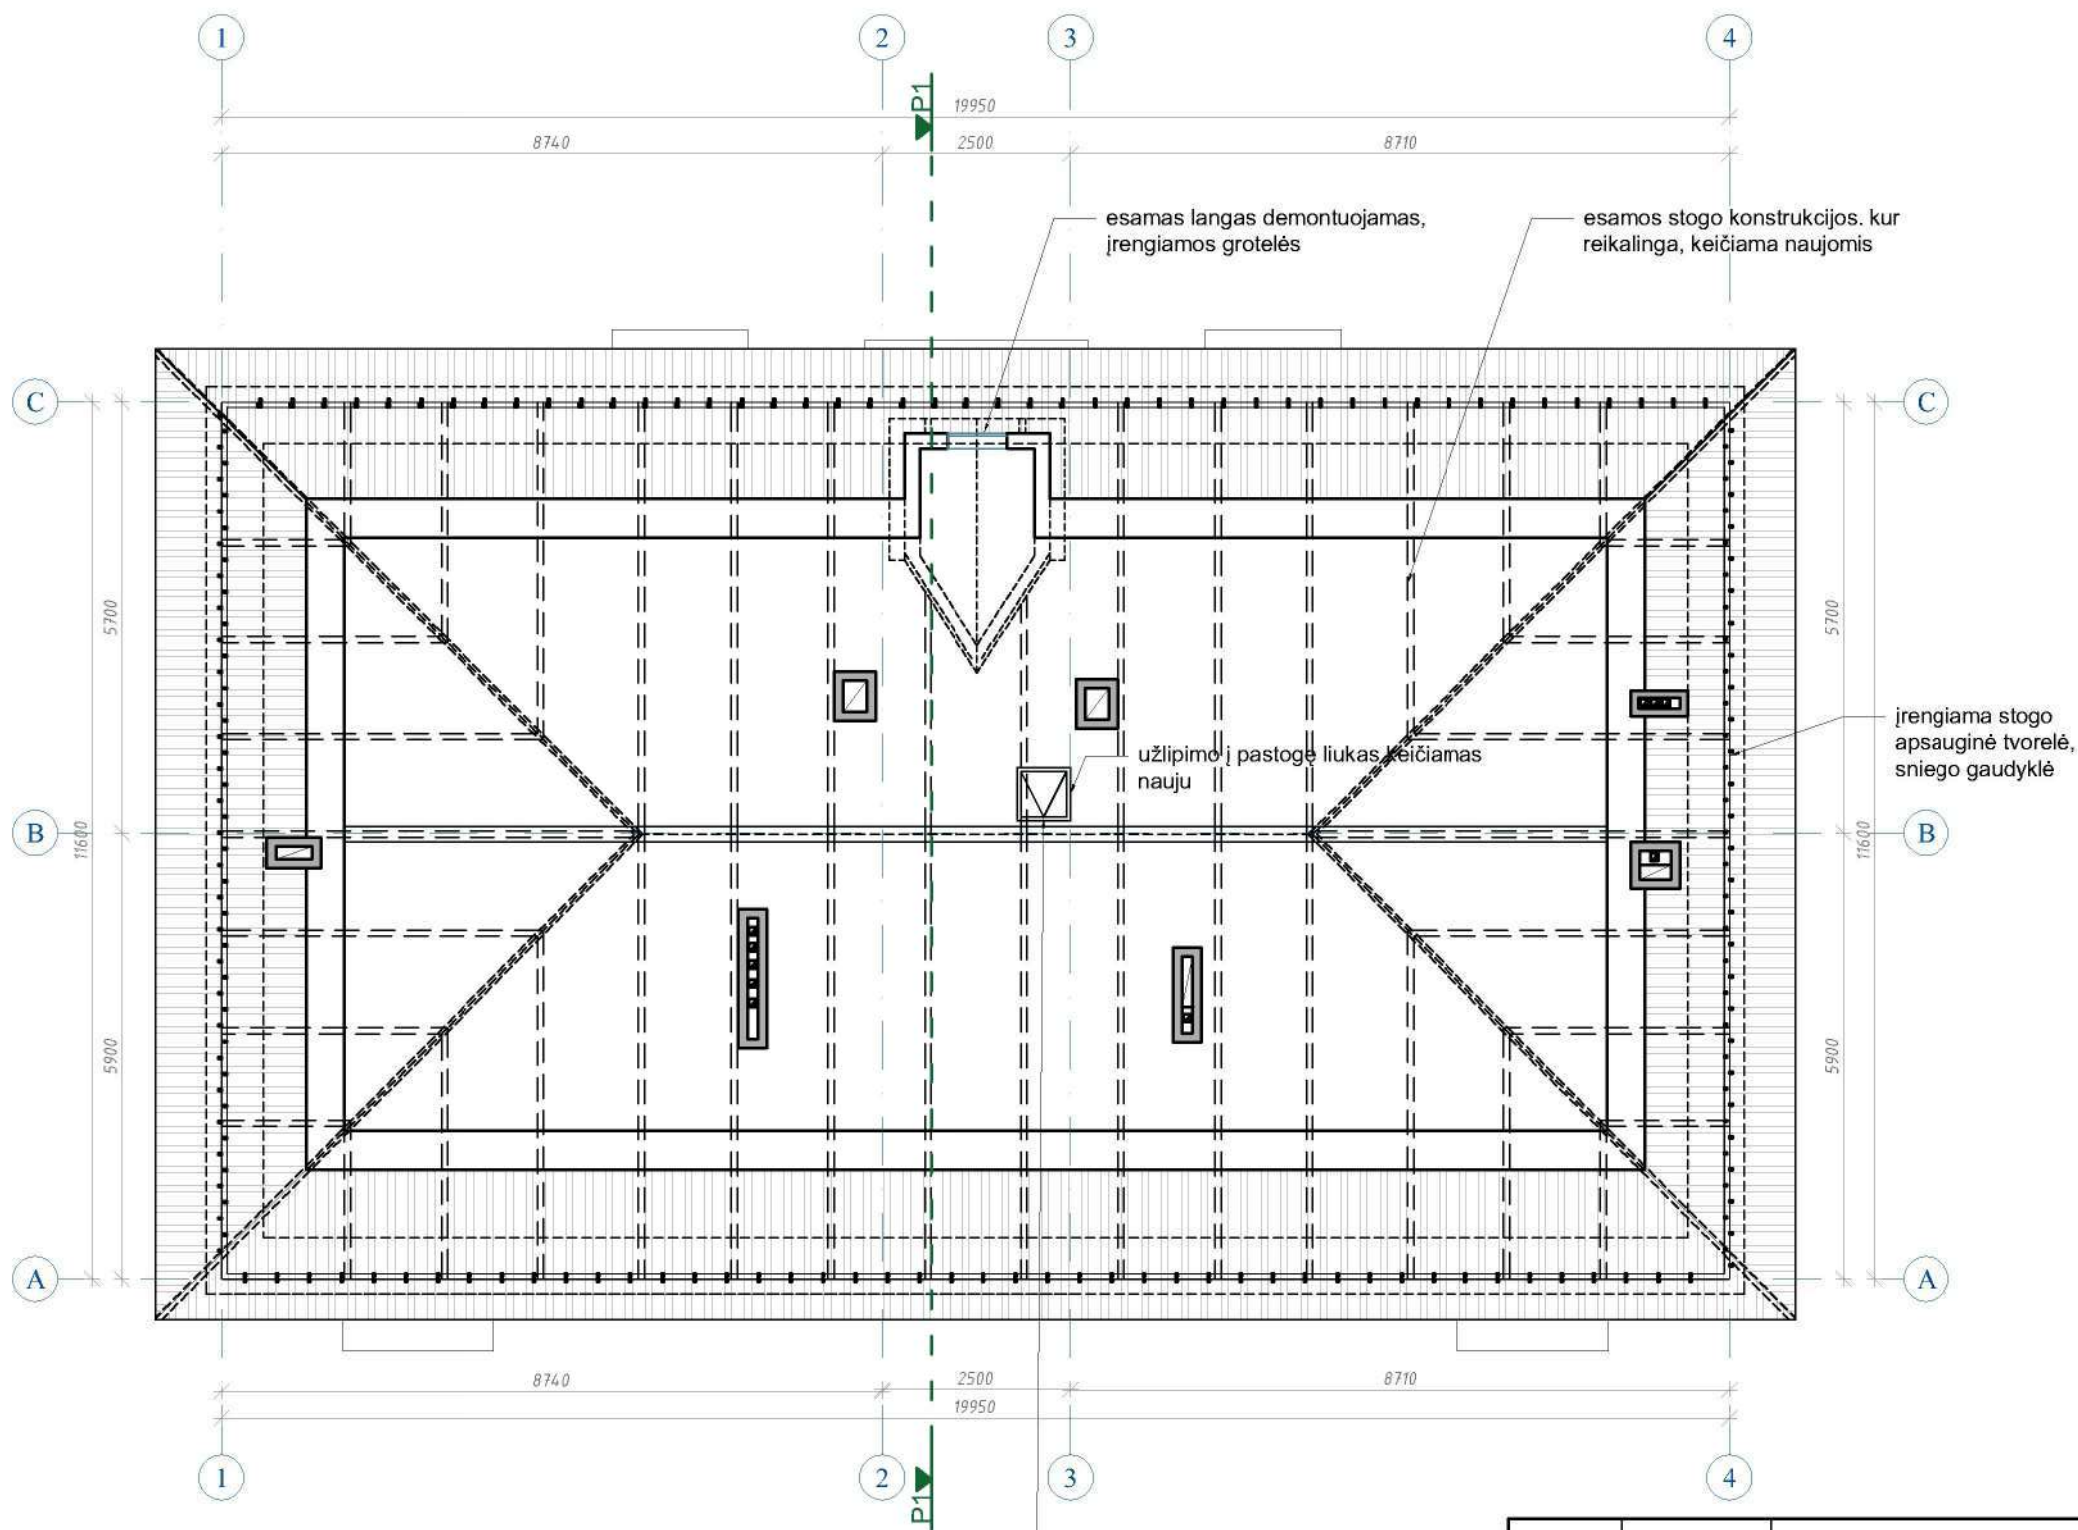 1
2
3
4
P1
19950
8740
2500
8710
esamas langas demontuojamas,
įrengiamos grotelės
esamos stogo konstrukcijos. kur
reikalinga, keičiama naujomis
C
C
5700
5700
įrengiama stogo
apsauginė tvorelė,
sniego gaudyklė
užlipimo į pastogę liukas keičiamas
nauju
B
B
11600
11600
5900
5900
A
A
8740
2500
8710
19950
1
2
3
4
P1